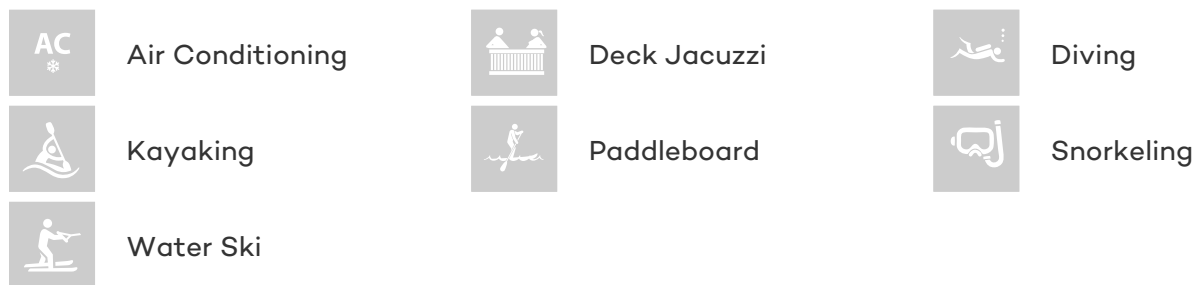 AC
Air Conditioning
Deck Jacuzzi
Diving
Kayaking
Paddleboard
Snorkeling
Water Ski